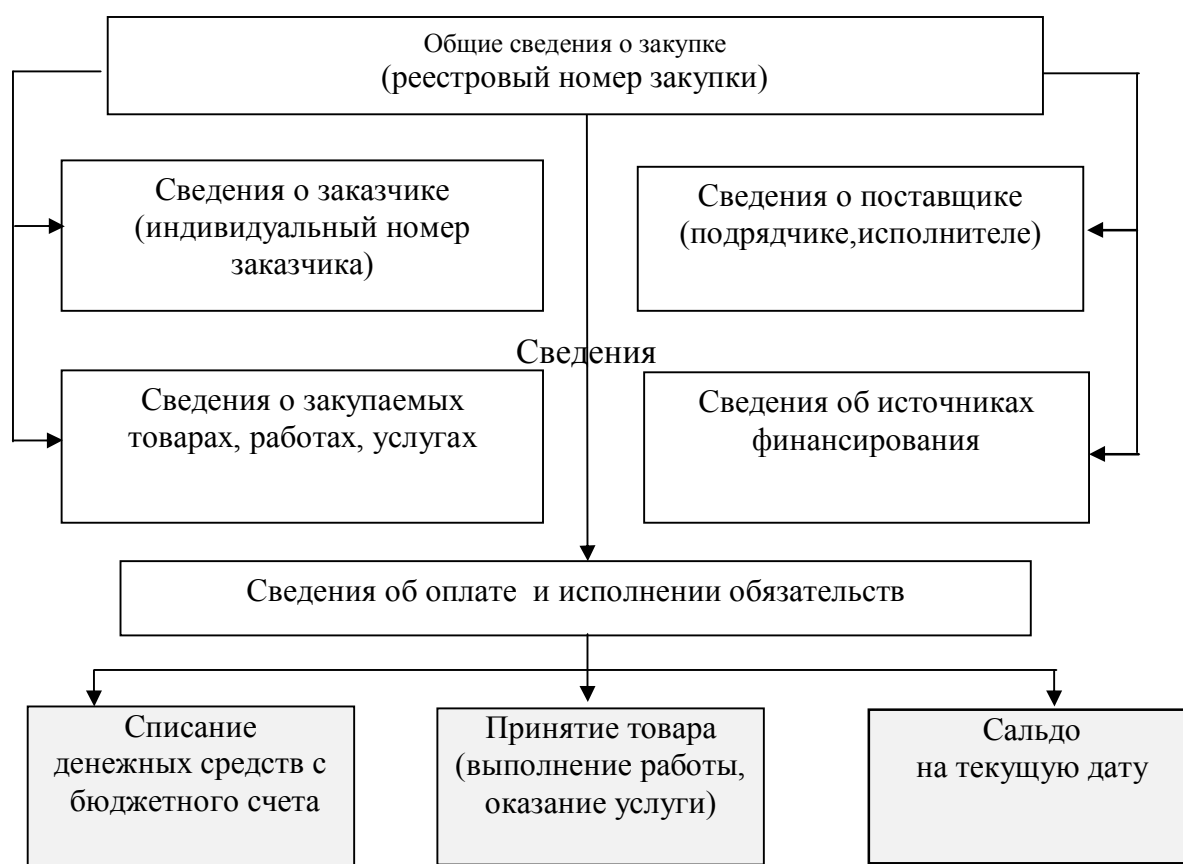 Общие сведения о закупке
(реестровый номер закупки)
Сведения о заказчике
(индивидуальный номер
заказчика)
Сведения о поставщике
(подрядчике,исполнителе)
Сведения
Сведения о закупаемых
товарах, работах, услугах
Сведения об источниках
финансирования
Сведения об оплате и исполнении обязательств
Списание
денежных средств с
бюджетного счета
Принятие товара
(выполнение работы,
оказание услуги)
Сальдо
на текущую дату